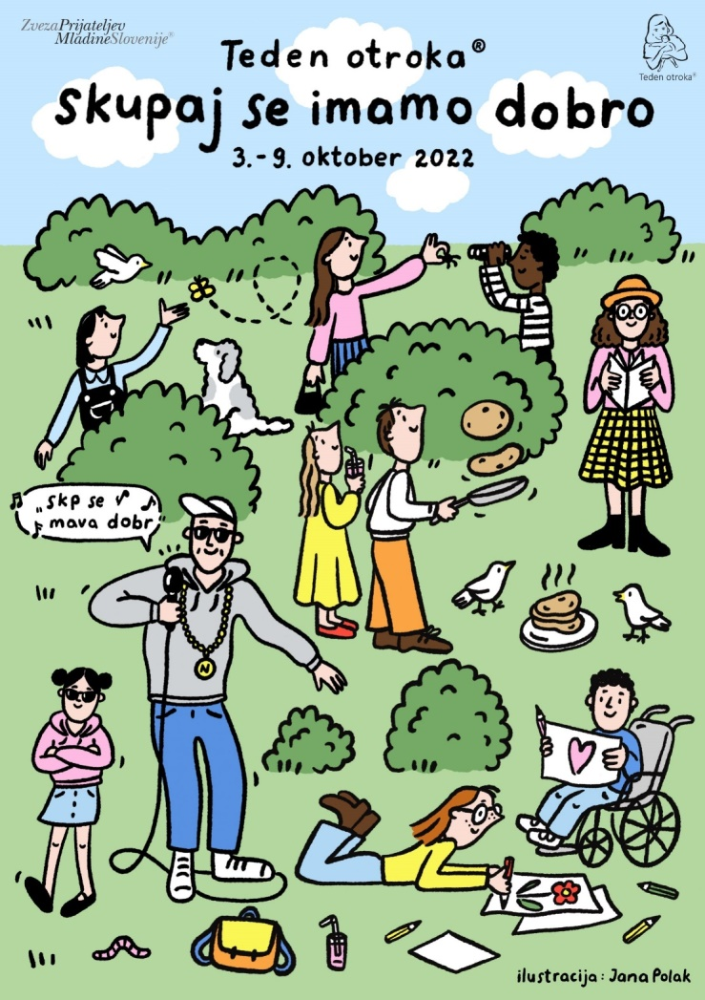 ZvezaPrijateljev
MladineSlovenije®
Teden otroka®
Teden otroka®
skupaj se imamo dobro
3.-9. oktober 2022
"skp se
mava dobr"
N
ilustracija: Jana Polak